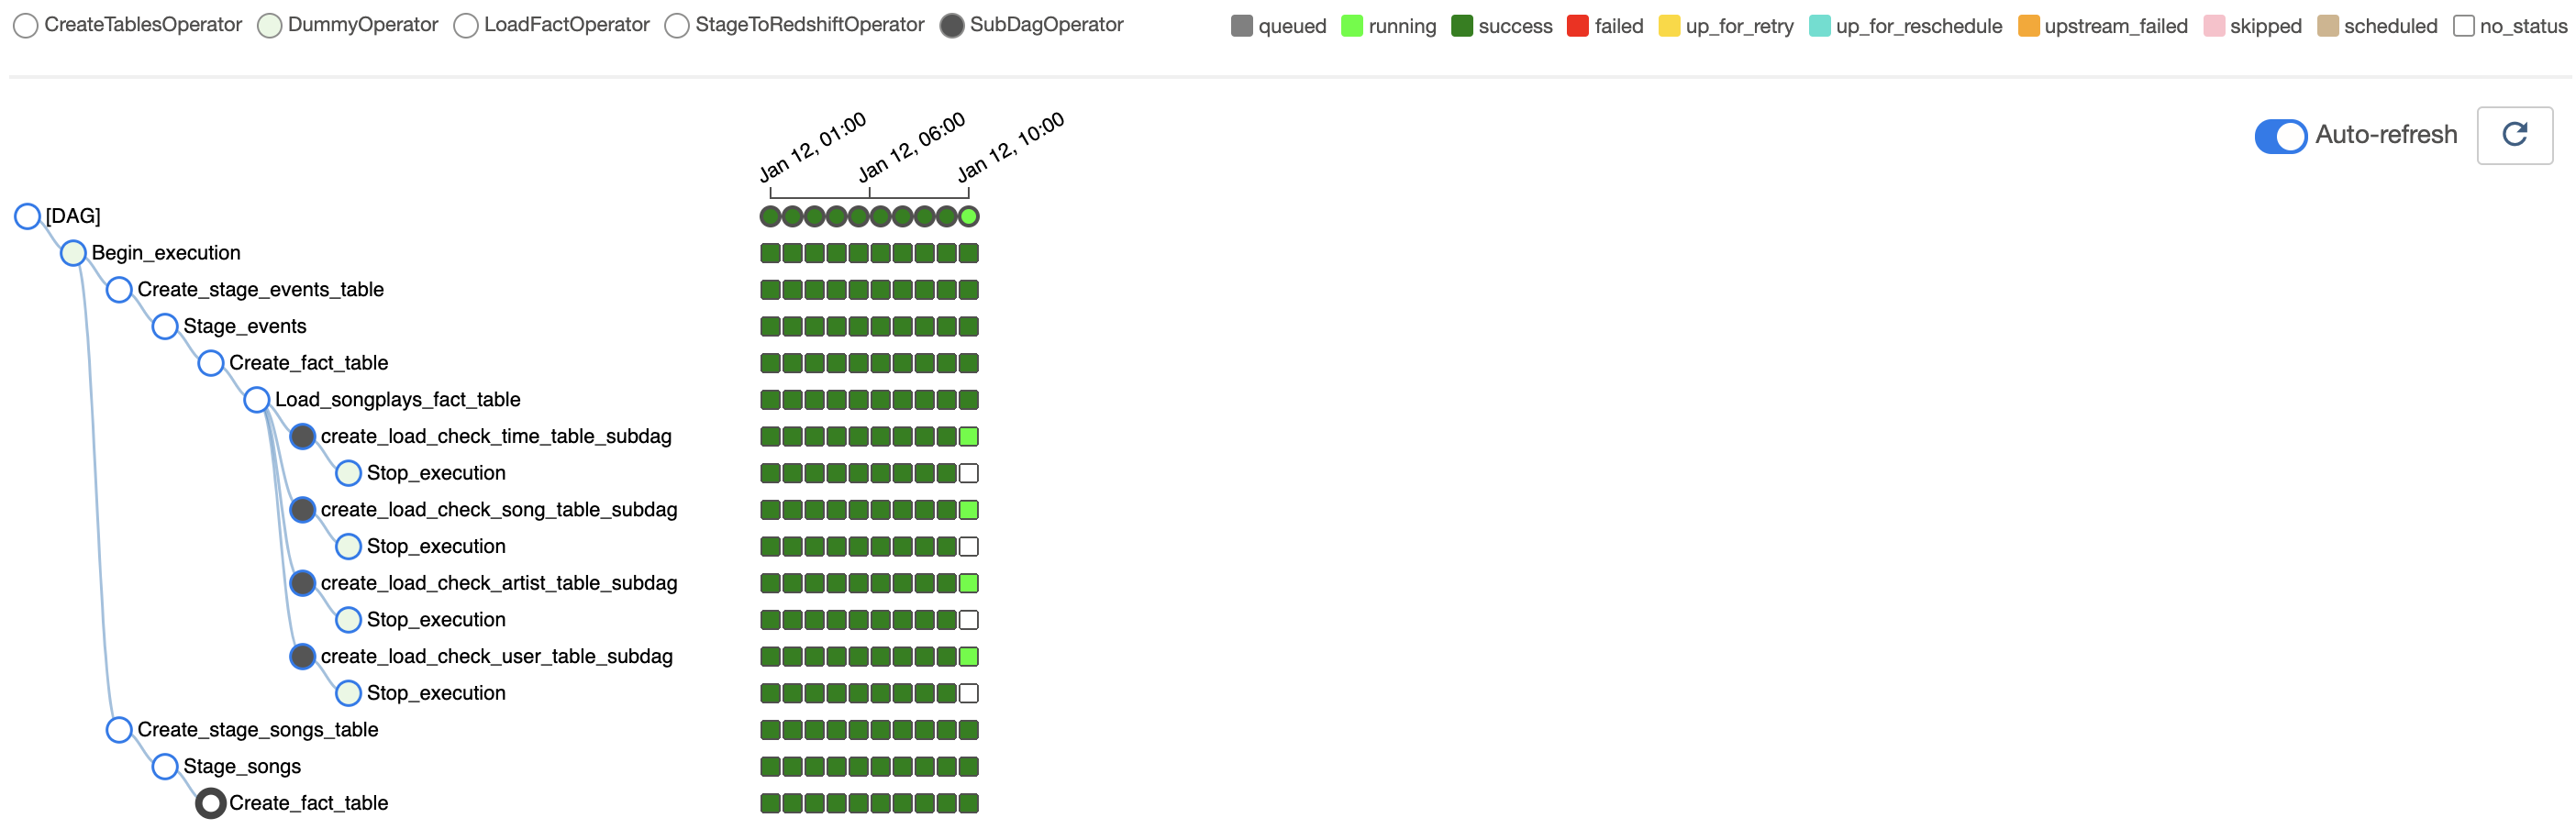 CreateTablesOperator DummyOperator LoadFactOperator StageToRedshiftOperator SubDagOperator queued running success failed up_for_retry up_for_reschedule upstream_failed skipped scheduled no_status
Auto-refresh
Jan 12, 01:00 Jan 12, 06:00 Jan 12, 10:00
[DAG]
Begin_execution
Create_stage_events_table
Stage_events
Create_fact_table
Load_songplays_fact_table
create_load_check_time_table_subdag
Stop_execution
create_load_check_song_table_subdag
Stop_execution
create_load_check_artist_table_subdag
Stop_execution
create_load_check_user_table_subdag
Stop_execution
Create_stage_songs_table
Stage_songs
Create_fact_table